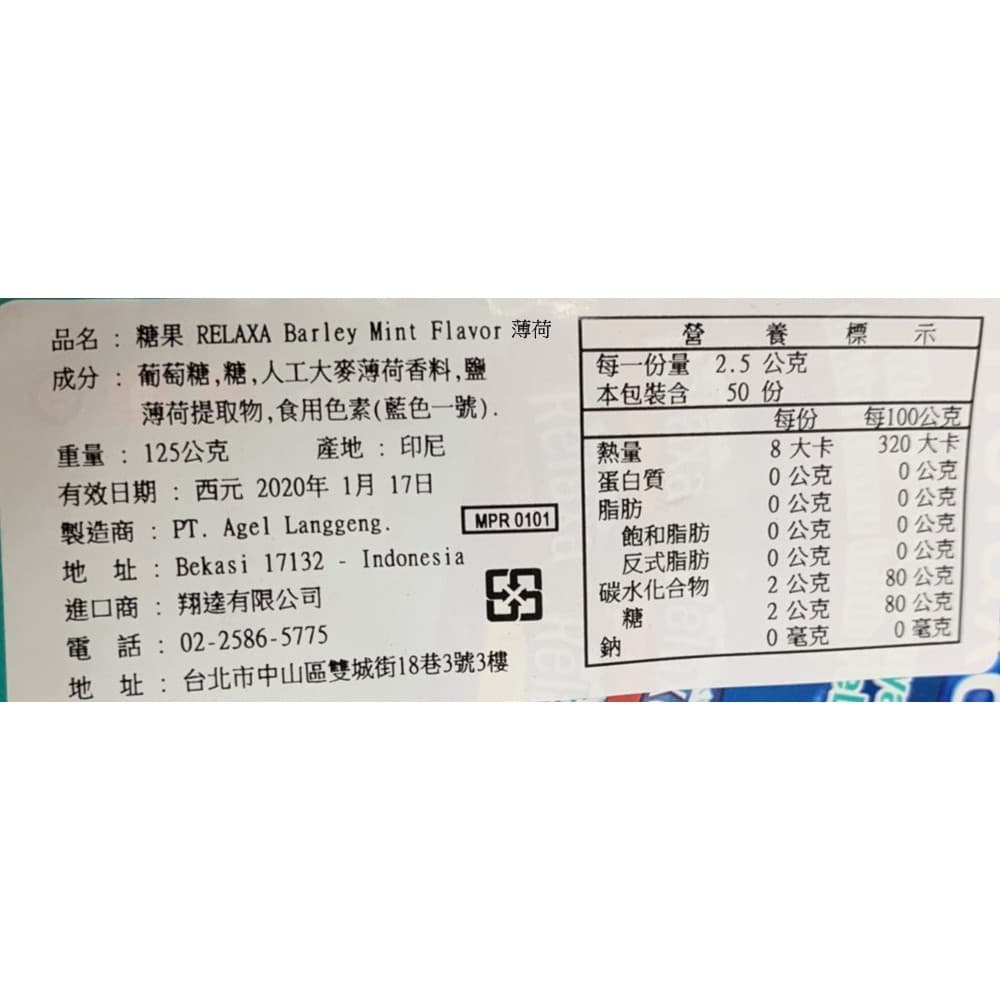 品名 : 糖果 RELAXA Barley Mint Flavor 薄荷
成分 : 葡萄糖,糖,人工大麥薄荷香料,鹽
薄荷提取物,食用色素(藍色一號).
重量 : 125公克 產地 : 印尼
有效日期 : 西元 2020年 1月 17日
製造商 : PT. Agel Langgeng.
MPR 0101
地 址 : Bekasi 17132 - Indonesia
進口商 : 翔達有限公司
電 話 : 02-2586-5775
地 址 : 台北市中山區雙城街18巷3號3樓
營 養 標 示
每一份量 2.5 公克
本包裝含 50 份
每份 每100公克
熱量 8 大卡 320 大卡
蛋白質 0 公克 0 公克
脂肪 0 公克 0 公克
飽和脂肪 0 公克 0 公克
反式脂肪 0 公克 0 公克
碳水化合物 2 公克 80 公克
糖 2 公克 80 公克
鈉 0 毫克 0 毫克